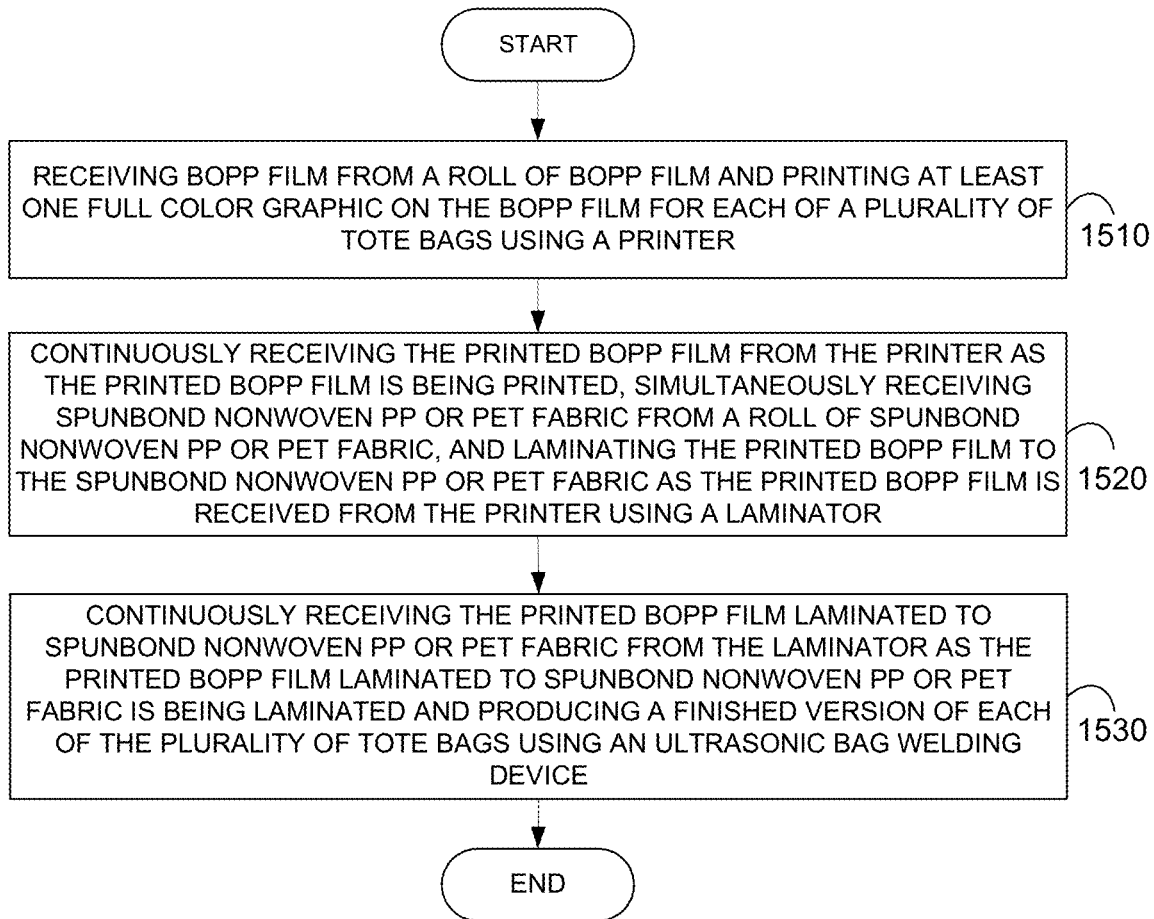 START
RECEIVING BOPP FILM FROM A ROLL OF BOPP FILM AND PRINTING AT LEAST
ONE FULL COLOR GRAPHIC ON THE BOPP FILM FOR EACH OF A PLURALITY OF
TOTE BAGS USING A PRINTER
1510
CONTINUOUSLY RECEIVING THE PRINTED BOPP FILM FROM THE PRINTER AS
THE PRINTED BOPP FILM IS BEING PRINTED, SIMULTANEOUSLY RECEIVING
SPUNBOND NONWOVEN PP OR PET FABRIC FROM A ROLL OF SPUNBOND
NONWOVEN PP OR PET FABRIC, AND LAMINATING THE PRINTED BOPP FILM TO
THE SPUNBOND NONWOVEN PP OR PET FABRIC AS THE PRINTED BOPP FILM IS
RECEIVED FROM THE PRINTER USING A LAMINATOR
1520
CONTINUOUSLY RECEIVING THE PRINTED BOPP FILM LAMINATED TO
SPUNBOND NONWOVEN PP OR PET FABRIC FROM THE LAMINATOR AS THE
PRINTED BOPP FILM LAMINATED TO SPUNBOND NONWOVEN PP OR PET
FABRIC IS BEING LAMINATED AND PRODUCING A FINISHED VERSION OF EACH
OF THE PLURALITY OF TOTE BAGS USING AN ULTRASONIC BAG WELDING
DEVICE
1530
END